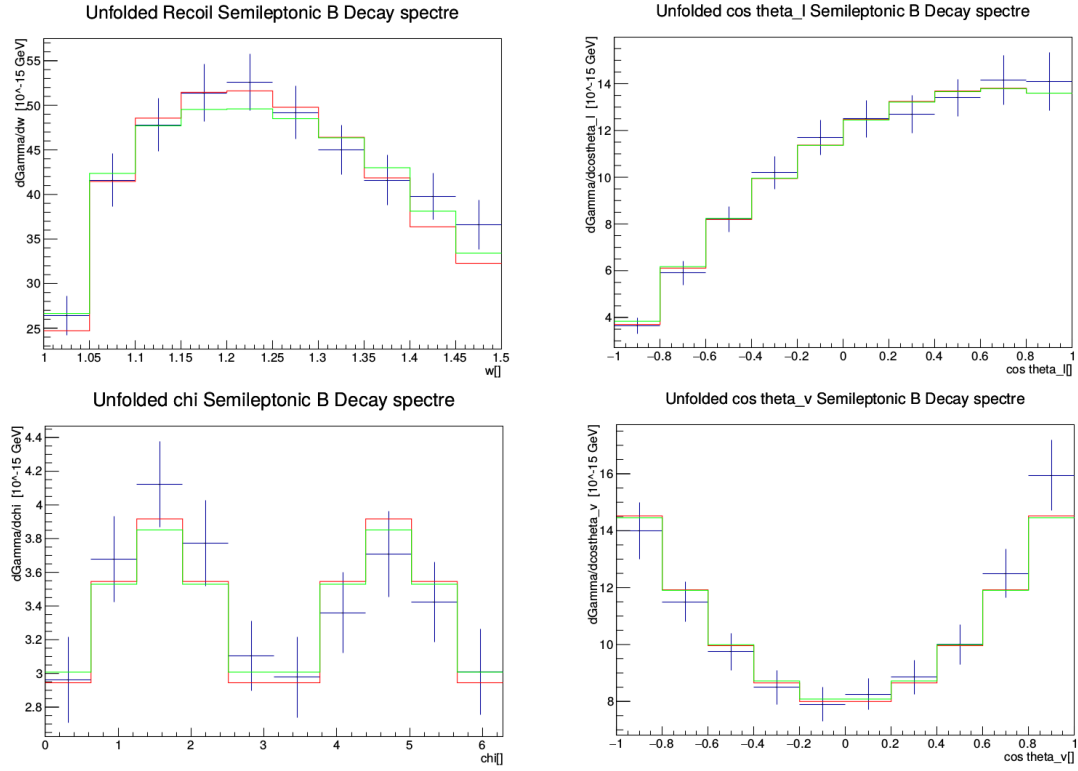 Unfolded Recoil Semileptonic B Decay spectre
dGamma/dw [10^-15 GeV]
55
50
45
40
35
30
25
1 1.05 1.1 1.15 1.2 1.25 1.3 1.35 1.4 1.45 1.5
w[]
Unfolded cos theta_l Semileptonic B Decay spectre
dGamma/dcostheta_l [10^-15 GeV]
14
12
10
8
6
4
−1 −0.8 −0.6 −0.4 −0.2 0 0.2 0.4 0.6 0.8 1
cos theta_l[]
Unfolded chi Semileptonic B Decay spectre
dGamma/dchi [10^-15 GeV]
4.4
4.2
4
3.8
3.6
3.4
3.2
3
2.8
0 1 2 3 4 5 6
chi[]
Unfolded cos theta_v Semileptonic B Decay spectre
dGamma/dcostheta_v [10^-15 GeV]
16
14
12
10
8
−1 −0.8 −0.6 −0.4 −0.2 0 0.2 0.4 0.6 0.8 1
cos theta_v[]